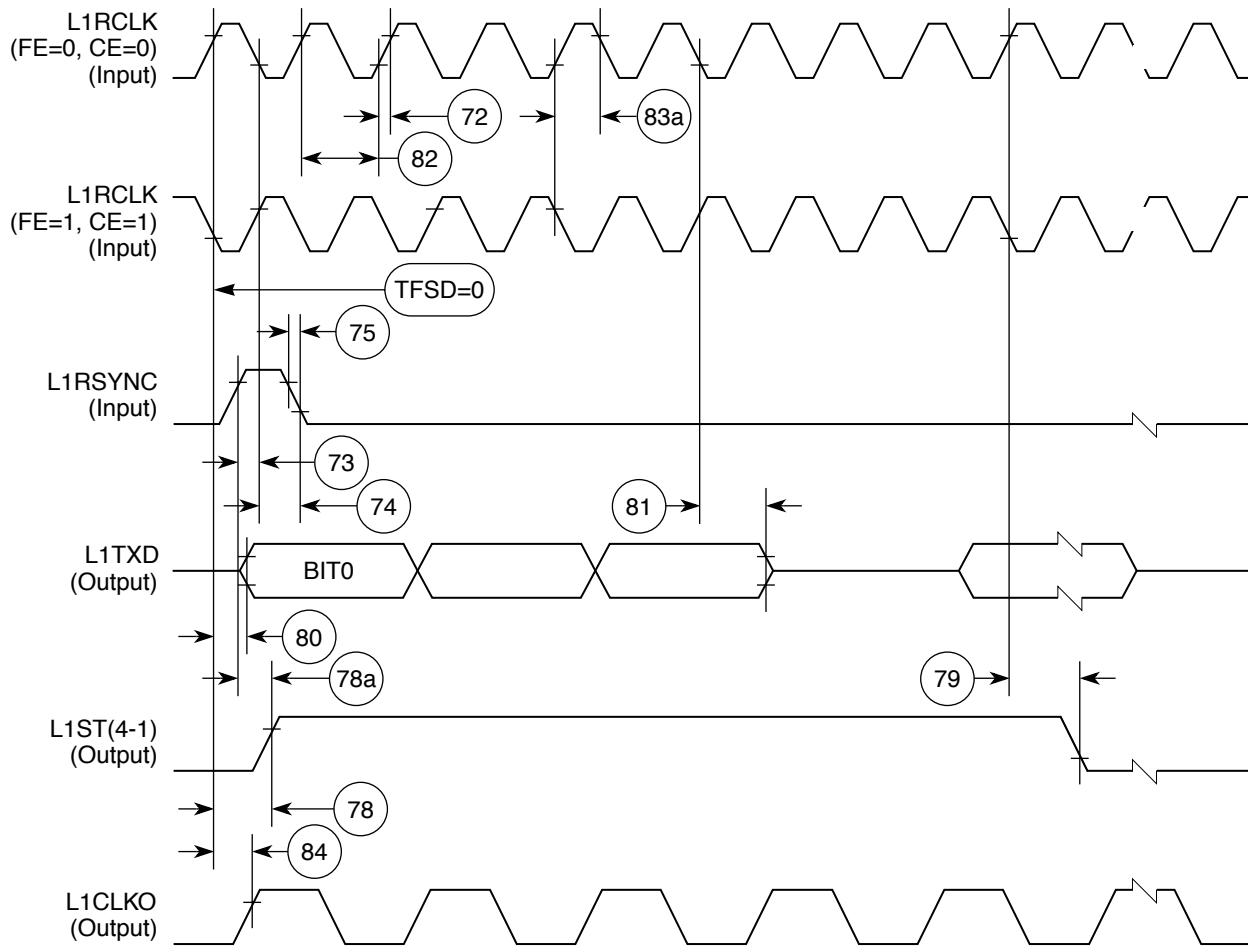 L1RCLK
(FE=0, CE=0)
(Input)
72
83a
82
L1RCLK
(FE=1, CE=1)
(Input)
TFSD=0
75
L1RSYNC
(Input)
73
74
81
L1TXD
(Output)
BIT0
80
78a
79
L1ST(4-1)
(Output)
78
84
L1CLKO
(Output)